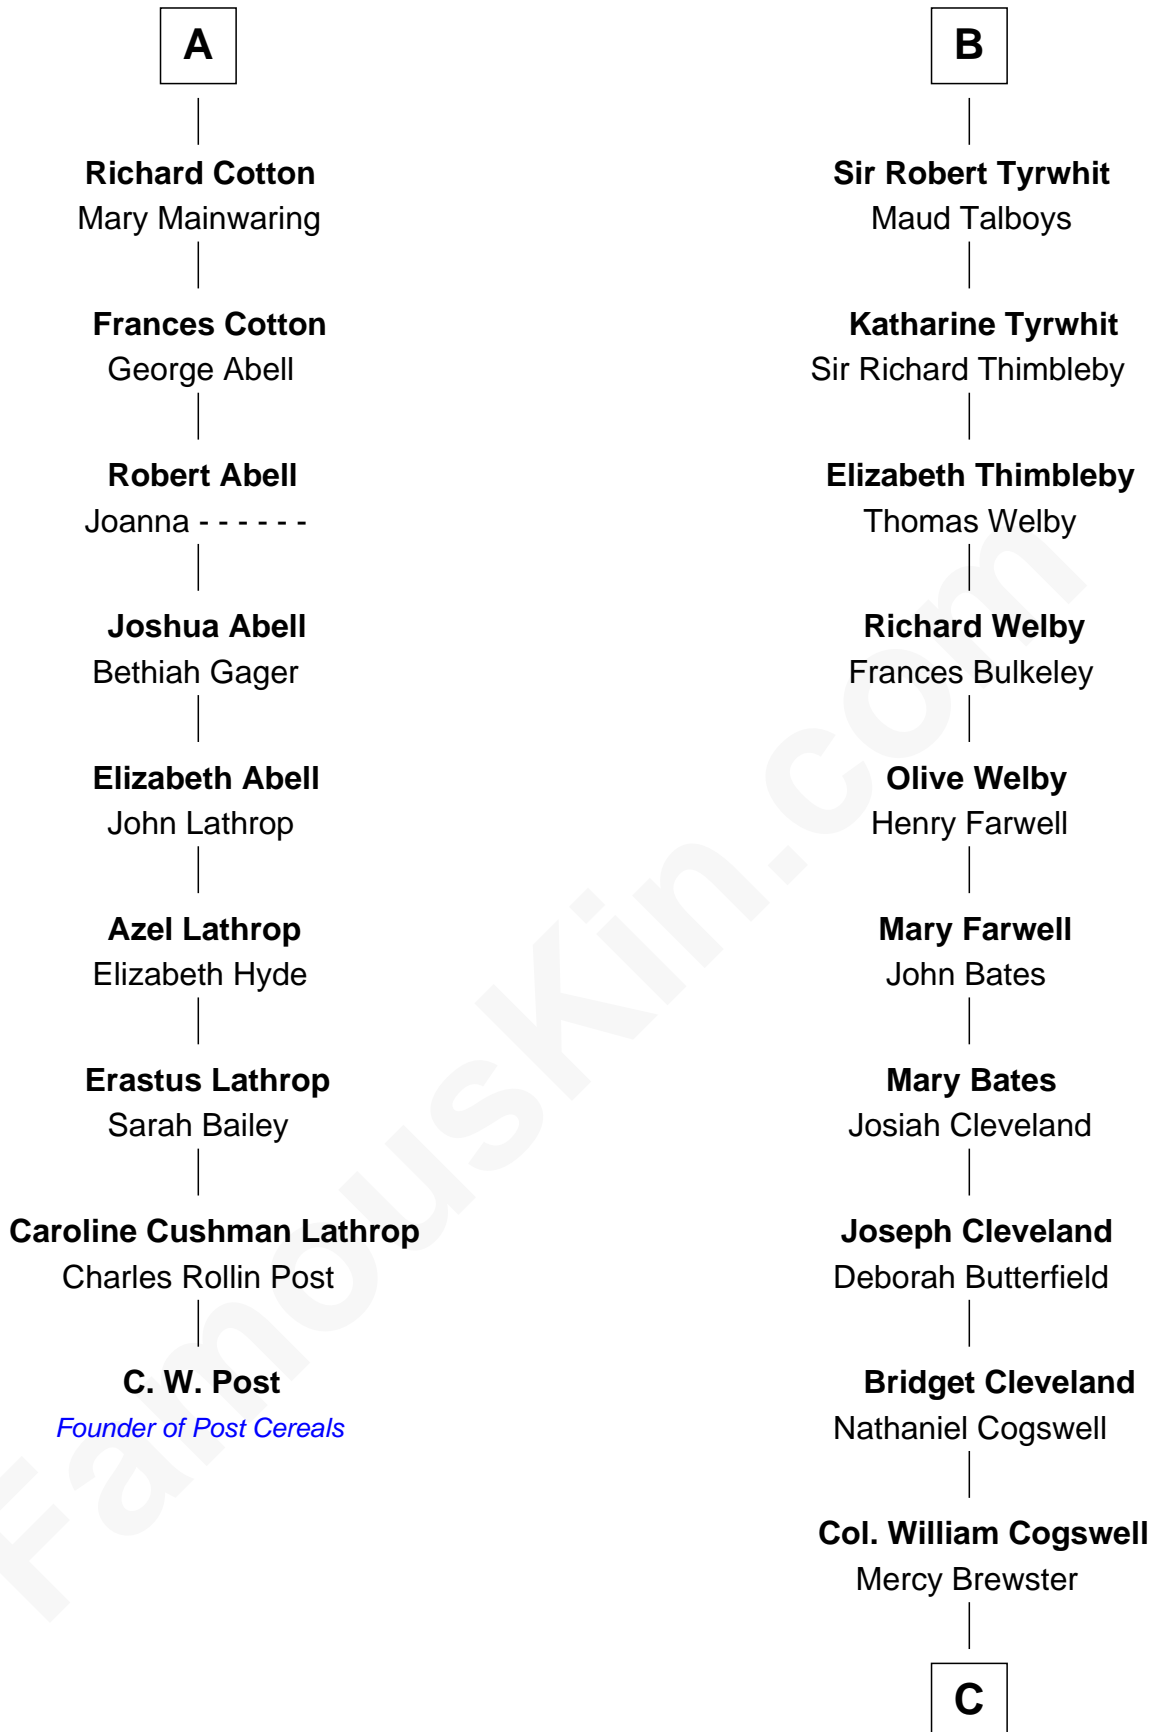 A
Richard Cotton
Mary Mainwaring
Frances Cotton
George Abell
Robert Abell
Joanna - - - - - -
Joshua Abell
Bethiah Gager
Elizabeth Abell
John Lathrop
Azel Lathrop
Elizabeth Hyde
Erastus Lathrop
Sarah Bailey
Caroline Cushman Lathrop
Charles Rollin Post
C. W. Post
Founder of Post Cereals
B
Sir Robert Tyrwhit
Maud Talboys
Katharine Tyrwhit
Sir Richard Thimbleby
Elizabeth Thimbleby
Thomas Welby
Richard Welby
Frances Bulkeley
Olive Welby
Henry Farwell
Mary Farwell
John Bates
Mary Bates
Josiah Cleveland
Joseph Cleveland
Deborah Butterfield
Bridget Cleveland
Nathaniel Cogswell
Col. William Cogswell
Mercy Brewster
C
FamousKin.com